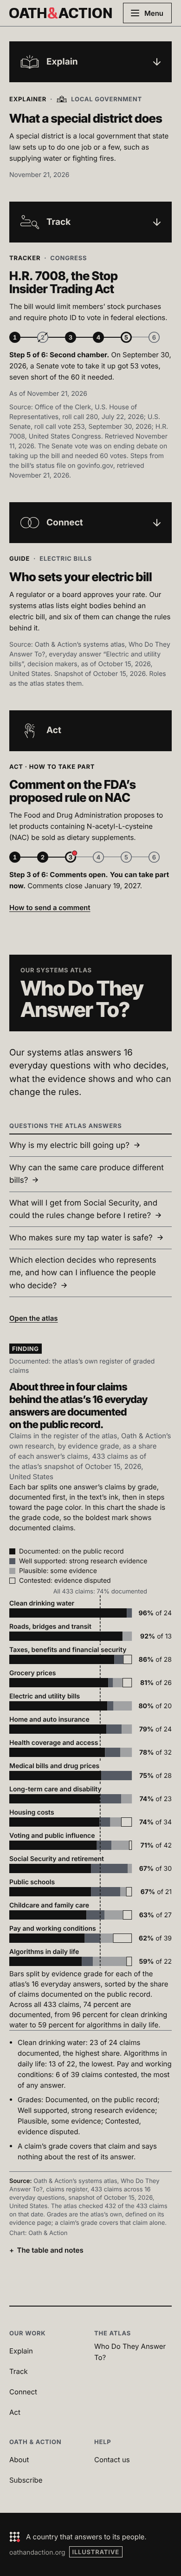 OATH&ACTION
Menu
Explain
EXPLAINER · LOCAL GOVERNMENT
What a special district does
A special district is a local government that state
law sets up to do one job or a few, such as
supplying water or fighting fires.
November 21, 2026
Track
TRACKER · CONGRESS
H.R. 7008, the Stop
Insider Trading Act
The bill would limit members’ stock purchases
and require photo ID to vote in federal elections.
1 2 3 4 5 6
Step 5 of 6: Second chamber. On September 30,
2026, a Senate vote to take it up got 53 votes,
seven short of the 60 it needed.
As of November 21, 2026
Source: Office of the Clerk, U.S. House of
Representatives, roll call 280, July 22, 2026; U.S.
Senate, roll call vote 253, September 30, 2026; H.R.
7008, United States Congress. Retrieved November
11, 2026. The Senate vote was on ending debate on
taking up the bill and needed 60 votes. Steps from
the bill’s status file on govinfo.gov, retrieved
November 21, 2026.
Connect
GUIDE · ELECTRIC BILLS
Who sets your electric bill
A regulator or a board approves your rate. Our
systems atlas lists eight bodies behind an
electric bill, and six of them can change the rules
behind it.
Source: Oath & Action’s systems atlas, Who Do They
Answer To?, everyday answer “Electric and utility
bills”, decision makers, as of October 15, 2026,
United States. Snapshot of October 15, 2026. Roles
as the atlas states them.
Act
ACT · HOW TO TAKE PART
Comment on the FDA’s
proposed rule on NAC
The Food and Drug Administration proposes to
let products containing N-acetyl-L-cysteine
(NAC) be sold as dietary supplements.
1 2 3 4 5 6
Step 3 of 6: Comments open. You can take part
now. Comments close January 19, 2027.
How to send a comment
OUR SYSTEMS ATLAS
Who Do They
Answer To?
Our systems atlas answers 16
everyday questions with who decides,
what the evidence shows and who can
change the rules.
QUESTIONS THE ATLAS ANSWERS
Why is my electric bill going up? →
Why can the same care produce different
bills? →
What will I get from Social Security, and
could the rules change before I retire? →
Who makes sure my tap water is safe? →
Which election decides who represents
me, and how can I influence the people
who decide? →
Open the atlas
FINDING
Documented: the atlas’s own register of graded
claims
About three in four claims
behind the atlas’s 16 everyday
answers are documented
on the public record.
Claims in the register of the atlas, Oath & Action’s
own research, by evidence grade, as a share
of each answer’s claims, 433 claims as of
the atlas’s snapshot of October 15, 2026,
United States
Each bar splits one answer’s claims by grade,
documented first, in the text’s ink, then in steps
toward the page color. In this chart the shade is
the grade code, so the boldest mark shows
documented claims.
Documented: on the public record
Well supported: strong research evidence
Plausible: some evidence
Contested: evidence disputed
All 433 claims: 74% documented
Clean drinking water
96% of 24
Roads, bridges and transit
92% of 13
Taxes, benefits and financial security
86% of 28
Grocery prices
81% of 26
Electric and utility bills
80% of 20
Home and auto insurance
79% of 24
Health coverage and access
78% of 32
Medical bills and drug prices
75% of 28
Long-term care and disability
74% of 23
Housing costs
74% of 34
Voting and public influence
71% of 42
Social Security and retirement
67% of 30
Public schools
67% of 21
Childcare and family care
63% of 27
Pay and working conditions
62% of 39
Algorithms in daily life
59% of 22
Bars split by evidence grade for each of the
atlas’s 16 everyday answers, sorted by the share
of claims documented on the public record.
Across all 433 claims, 74 percent are
documented, from 96 percent for clean drinking
water to 59 percent for algorithms in daily life.
• Clean drinking water: 23 of 24 claims
documented, the highest share. Algorithms in
daily life: 13 of 22, the lowest. Pay and working
conditions: 6 of 39 claims contested, the most
of any answer.
• Grades: Documented, on the public record;
Well supported, strong research evidence;
Plausible, some evidence; Contested,
evidence disputed.
• A claim’s grade covers that claim and says
nothing about the rest of its answer.
Source: Oath & Action’s systems atlas, Who Do They
Answer To?, claims register, 433 claims across 16
everyday questions, snapshot of October 15, 2026,
United States. The atlas checked 432 of the 433 claims
on that date. Grades are the atlas’s own, defined on its
evidence page; a claim’s grade covers that claim alone.
Chart: Oath & Action
+ The table and notes
OUR WORK
Explain
Track
Connect
Act
THE ATLAS
Who Do They Answer
To?
OATH & ACTION
About
Subscribe
HELP
Contact us
A country that answers to its people.
oathandaction.org
ILLUSTRATIVE